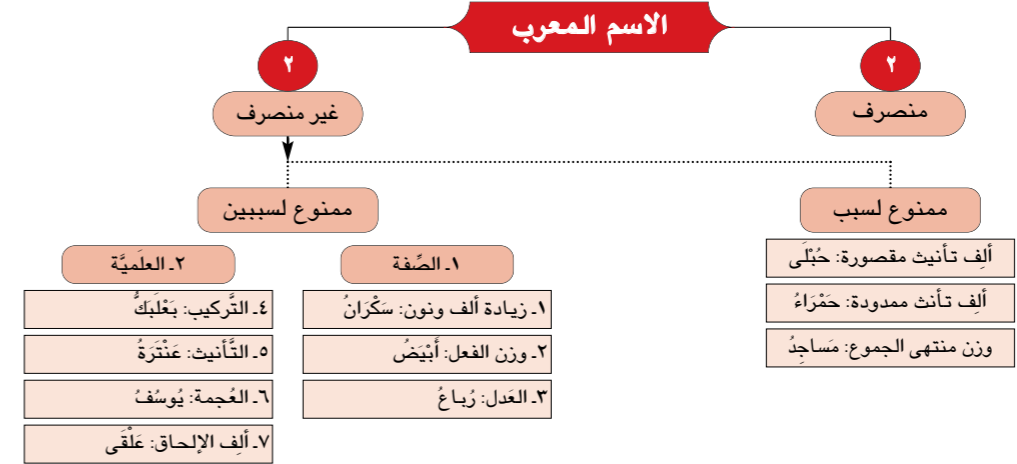 الاسم المعرب
٢
٢
منصرف
غير منصرف
ممنوع لسبب
ممنوع لسببين
ألِف تأنيث مقصورة: حُبْلَى
ألِف تأنث ممدودة: حَمْرَاءُ
وزن منتهى الجموع: مَساجِدُ
١ـ الصِّفة
١ـ زيادة ألف ونون: سَكْرَانُ
٢ـ وزن الفعل: أَبْيَضُ
٣ـ العَدل: رُباعُ
٢ـ العلَميَّة
٤ـ التَّركيب: بَعْلَبَكُّ
٥ـ التَّأنيث: عَنْتَرَةُ
٦ـ العُجمة: يُوسُفُ
٧ـ ألِف الإلحاق: عَلْقَى